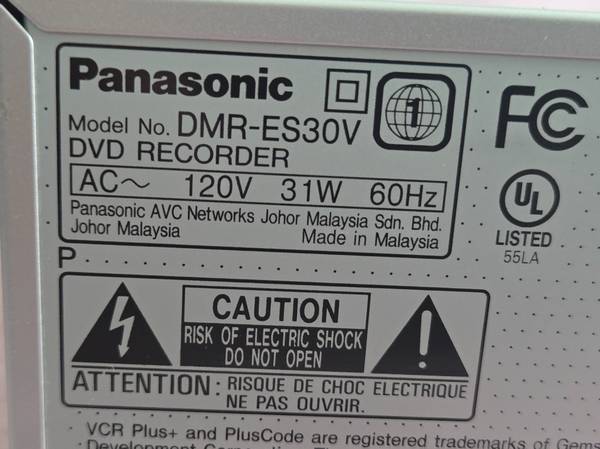 Panasonic
1
Model No. DMR-ES30V
DVD RECORDER
AC～ 120V 31W 60Hz
Panasonic AVC Networks Johor Malaysia Sdn. Bhd.
Johor Malaysia Made in Malaysia
FC
UL
LISTED
55LA
P
CAUTION
RISK OF ELECTRIC SHOCK
DO NOT OPEN
ATTENTION: RISQUE DE CHOC ELECTRIQUE
NE PAS OUVRIR.
VCR Plus+ and PlusCode are registered trademarks of Gems
Development Corporation.